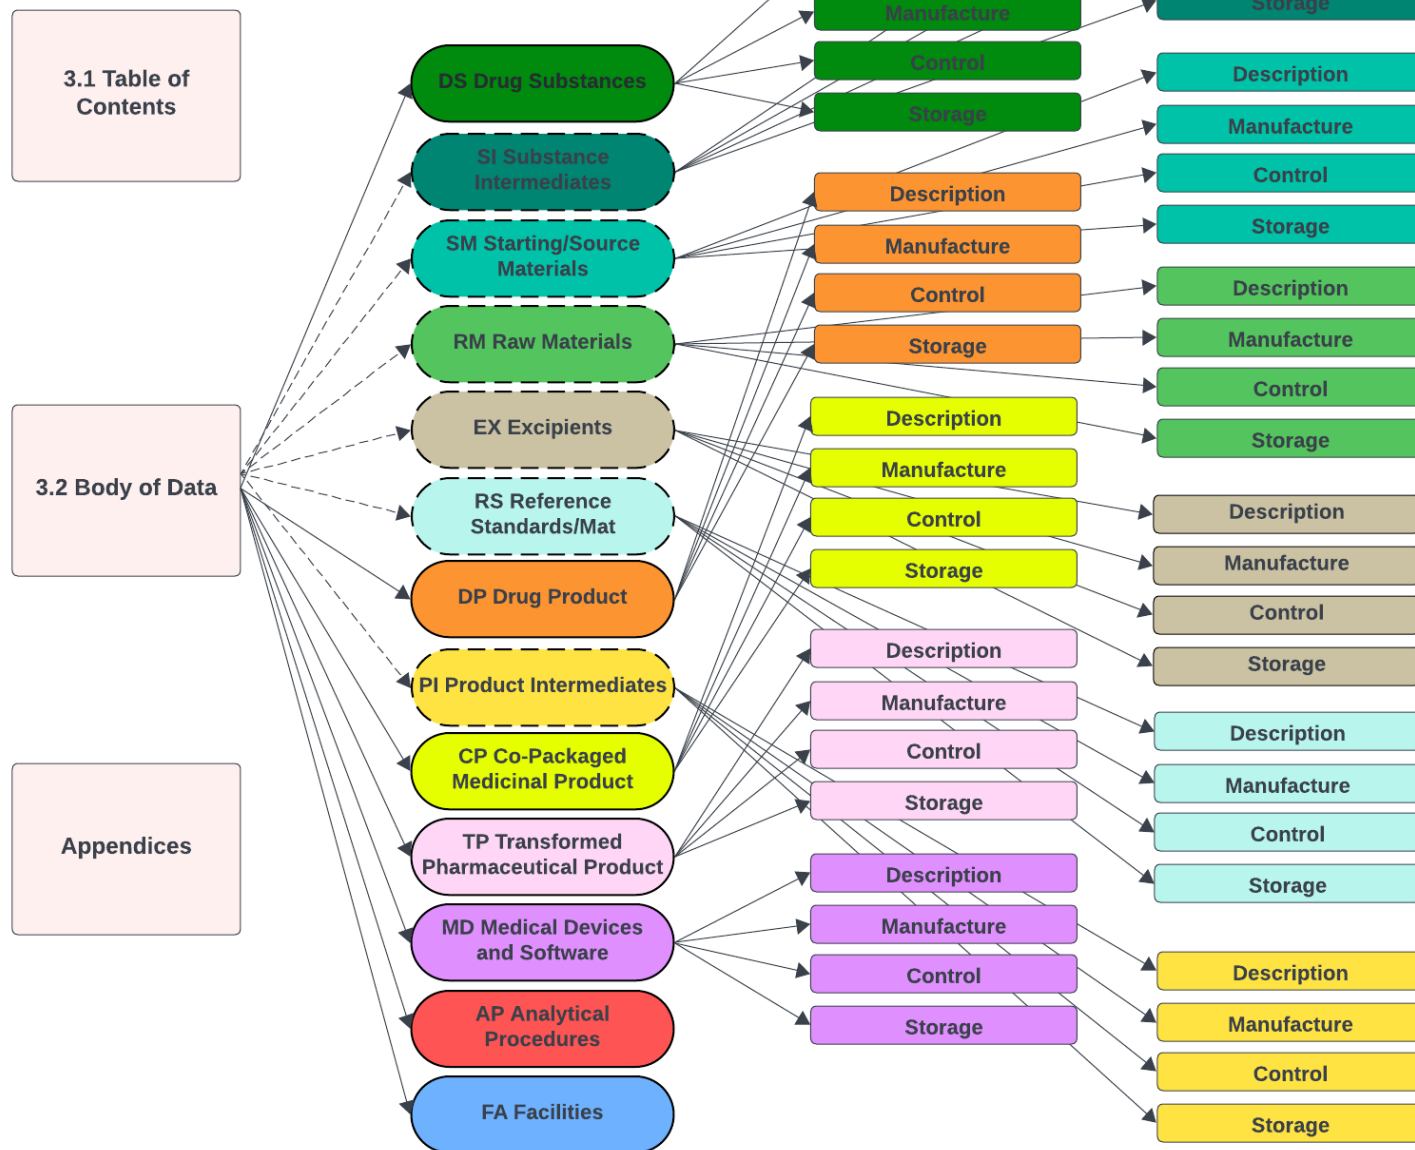 3.1 Table of
Contents
3.2 Body of Data
Appendices
DS Drug Substances
SI Substance
Intermediates
SM Starting/Source
Materials
RM Raw Materials
EX Excipients
RS Reference
Standards/Mat
DP Drug Product
PI Product Intermediates
CP Co-Packaged
Medicinal Product
TP Transformed
Pharmaceutical Product
MD Medical Devices
and Software
AP Analytical
Procedures
FA Facilities
Manufacture
Control
Storage
Description
Manufacture
Control
Storage
Description
Manufacture
Control
Storage
Description
Manufacture
Control
Storage
Description
Manufacture
Control
Storage
Storage
Description
Manufacture
Control
Storage
Description
Manufacture
Control
Storage
Description
Manufacture
Control
Storage
Description
Manufacture
Control
Storage
Description
Manufacture
Control
Storage